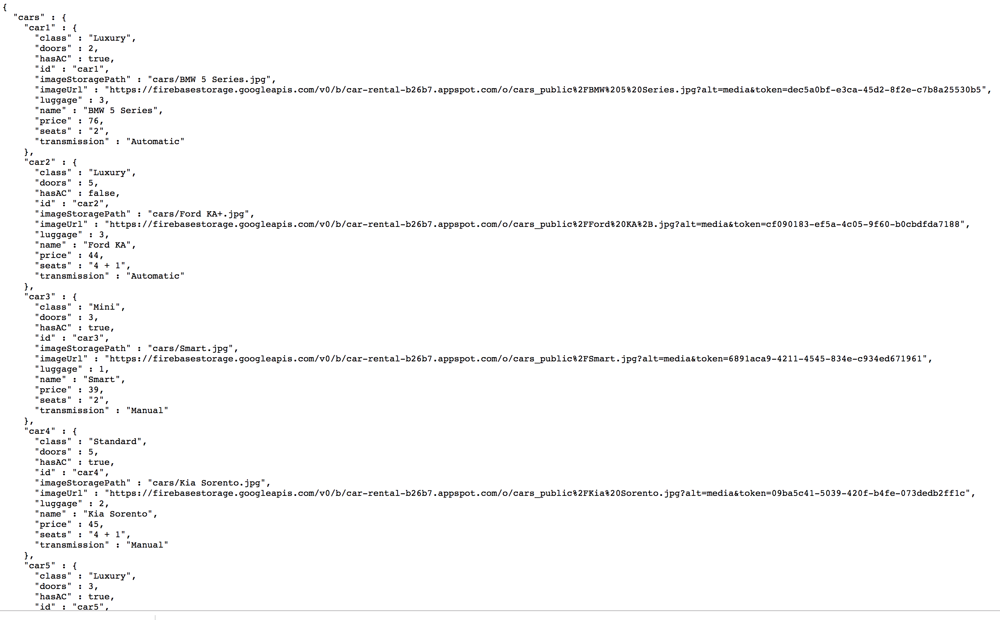 {
  "cars" : {
    "car1" : {
      "class" : "Luxury",
      "doors" : 2,
      "hasAC" : true,
      "id" : "car1",
      "imageStoragePath" : "cars/BMW 5 Series.jpg",
      "imageUrl" : "https://firebasestorage.googleapis.com/v0/b/car-rental-b26b7.appspot.com/o/cars_public%2FBMW%205%20Series.jpg?alt=media&token=dec5a0bf-e3ca-45d2-8f2e-c7b8a25530b5",
      "luggage" : 3,
      "name" : "BMW 5 Series",
      "price" : 76,
      "seats" : "2",
      "transmission" : "Automatic"
    },
    "car2" : {
      "class" : "Luxury",
      "doors" : 5,
      "hasAC" : false,
      "id" : "car2",
      "imageStoragePath" : "cars/Ford KA+.jpg",
      "imageUrl" : "https://firebasestorage.googleapis.com/v0/b/car-rental-b26b7.appspot.com/o/cars_public%2FFord%20KA%2B.jpg?alt=media&token=cf090183-ef5a-4c05-9f60-b0cbdfda7188",
      "luggage" : 3,
      "name" : "Ford KA",
      "price" : 44,
      "seats" : "4 + 1",
      "transmission" : "Automatic"
    },
    "car3" : {
      "class" : "Mini",
      "doors" : 3,
      "hasAC" : true,
      "id" : "car3",
      "imageStoragePath" : "cars/Smart.jpg",
      "imageUrl" : "https://firebasestorage.googleapis.com/v0/b/car-rental-b26b7.appspot.com/o/cars_public%2FSmart.jpg?alt=media&token=6891aca9-4211-4545-834e-c934ed671961",
      "luggage" : 1,
      "name" : "Smart",
      "price" : 39,
      "seats" : "2",
      "transmission" : "Manual"
    },
    "car4" : {
      "class" : "Standard",
      "doors" : 5,
      "hasAC" : true,
      "id" : "car4",
      "imageStoragePath" : "cars/Kia Sorento.jpg",
      "imageUrl" : "https://firebasestorage.googleapis.com/v0/b/car-rental-b26b7.appspot.com/o/cars_public%2FKia%20Sorento.jpg?alt=media&token=09ba5c41-5039-420f-b4fe-073dedb2ff1c",
      "luggage" : 2,
      "name" : "Kia Sorento",
      "price" : 45,
      "seats" : "4 + 1",
      "transmission" : "Manual"
    },
    "car5" : {
      "class" : "Luxury",
      "doors" : 3,
      "hasAC" : true,
      "id" : "car5",